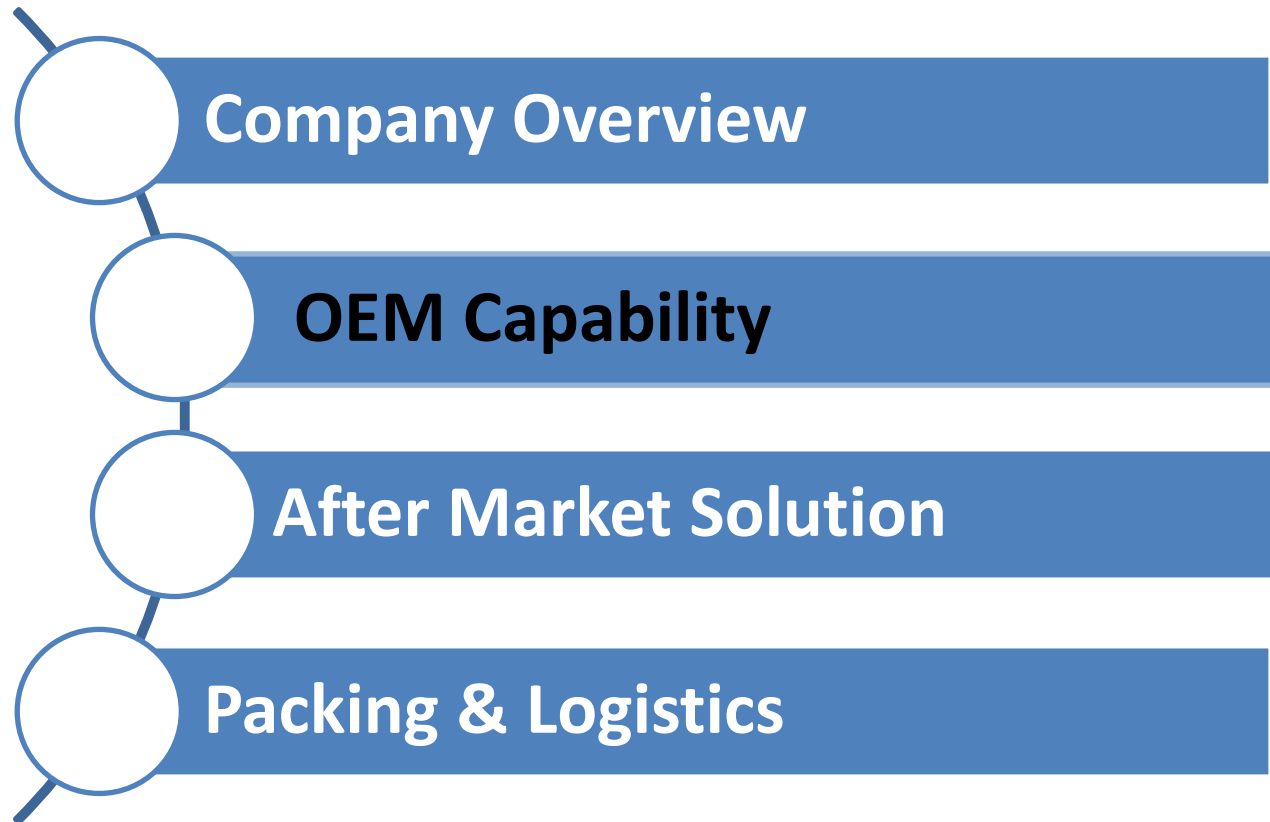 Company Overview
OEM Capability
After Market Solution
Packing & Logistics